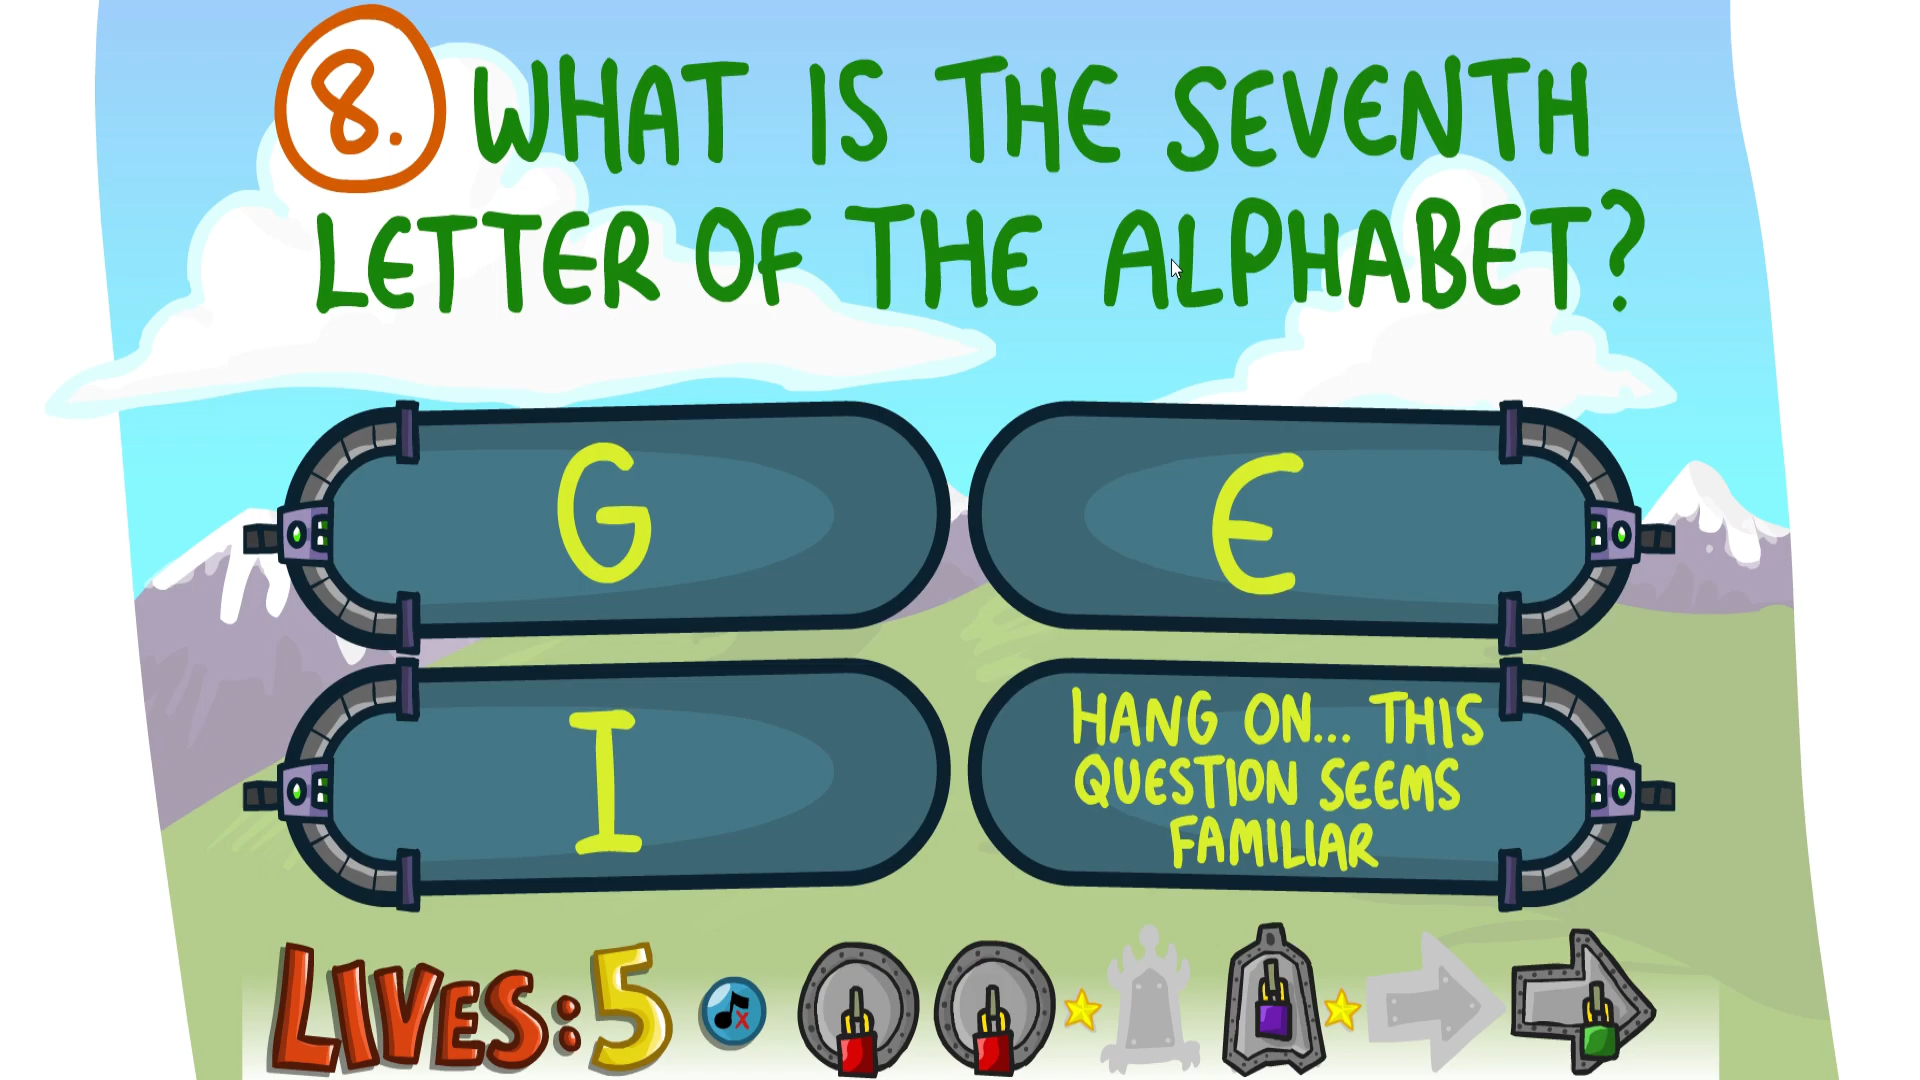 8. WHAT IS THE SEVENTH
LETTER OF THE ALPHABET?
G
E
I
HANG ON... THIS
QUESTION SEEMS
FAMILIAR
LIVES: 5